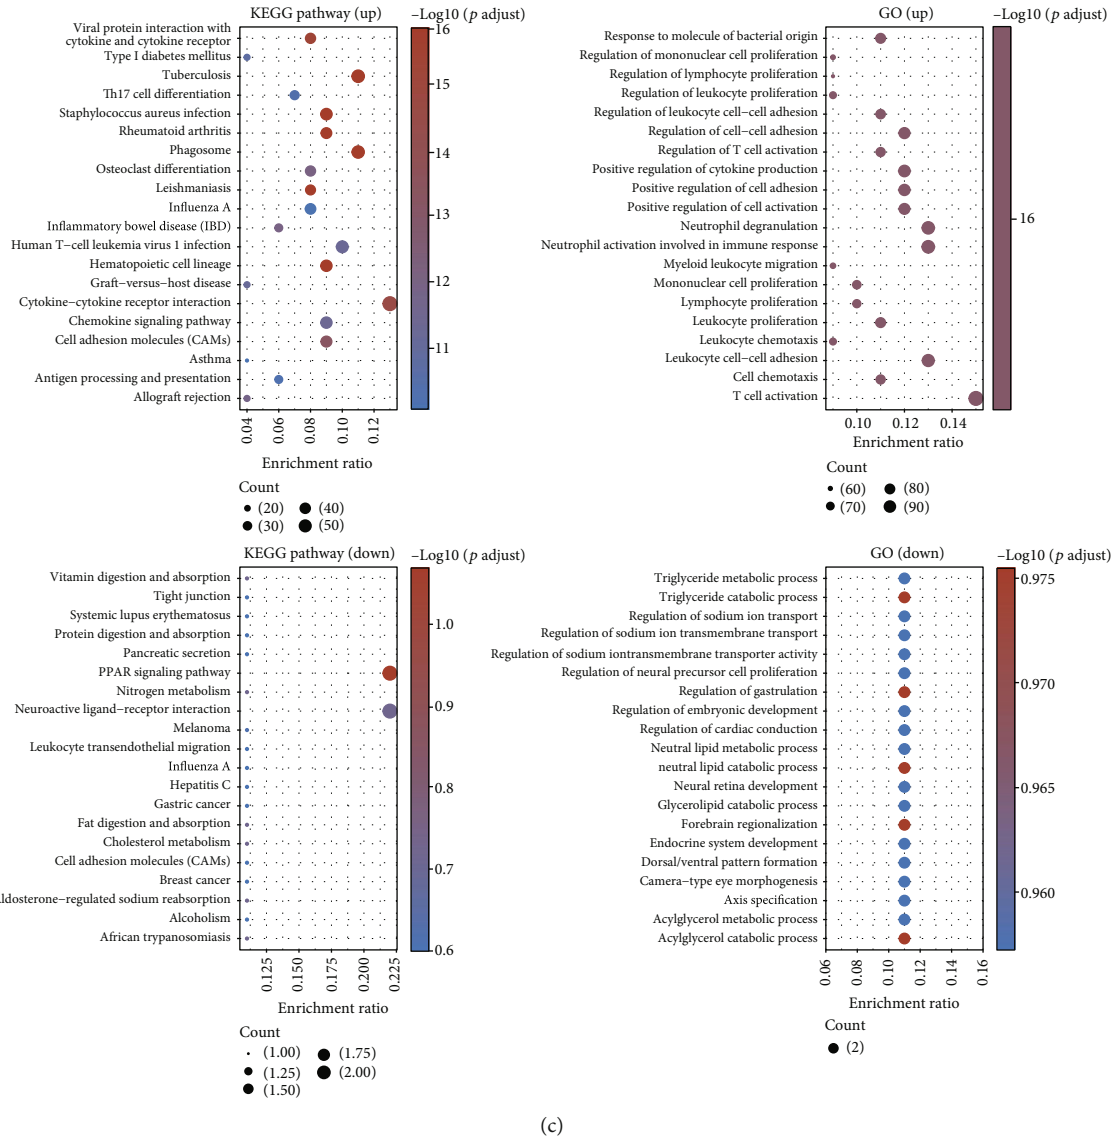 KEGG pathway (up)
−Log10 (p adjust)
Viral protein interaction with
cytokine and cytokine receptor
Type I diabetes mellitus
Tuberculosis
Th17 cell differentiation
Staphylococcus aureus infection
Rheumatoid arthritis
Phagosome
Osteoclast differentiation
Leishmaniasis
Influenza A
Inflammatory bowel disease (IBD)
Human T−cell leukemia virus 1 infection
Hematopoietic cell lineage
Graft−versus−host disease
Cytokine−cytokine receptor interaction
Chemokine signaling pathway
Cell adhesion molecules (CAMs)
Asthma
Antigen processing and presentation
Allograft rejection
16
15
14
13
12
11
0.04
0.06
0.08
0.10
0.12
Enrichment ratio
Count
(20)
(40)
(30)
(50)
GO (up)
−Log10 (p adjust)
Response to molecule of bacterial origin
Regulation of mononuclear cell proliferation
Regulation of lymphocyte proliferation
Regulation of leukocyte proliferation
Regulation of leukocyte cell−cell adhesion
Regulation of cell−cell adhesion
Regulation of T cell activation
Positive regulation of cytokine production
Positive regulation of cell adhesion
Positive regulation of cell activation
Neutrophil degranulation
Neutrophil activation involved in immune response
Myeloid leukocyte migration
Mononuclear cell proliferation
Lymphocyte proliferation
Leukocyte proliferation
Leukocyte chemotaxis
Leukocyte cell−cell adhesion
Cell chemotaxis
T cell activation
16
0.10
0.12
0.14
Enrichment ratio
Count
(60)
(80)
(70)
(90)
KEGG pathway (down)
−Log10 (p adjust)
Vitamin digestion and absorption
Tight junction
Systemic lupus erythematosus
Protein digestion and absorption
Pancreatic secretion
PPAR signaling pathway
Nitrogen metabolism
Neuroactive ligand−receptor interaction
Melanoma
Leukocyte transendothelial migration
Influenza A
Hepatitis C
Gastric cancer
Fat digestion and absorption
Cholesterol metabolism
Cell adhesion molecules (CAMs)
Breast cancer
ldosterone−regulated sodium reabsorption
Alcoholism
African trypanosomiasis
1.0
0.9
0.8
0.7
0.6
0.125
0.150
0.175
0.200
0.225
Enrichment ratio
Count
(1.00)
(1.75)
(1.25)
(2.00)
(1.50)
GO (down)
−Log10 (p adjust)
Triglyceride metabolic process
Triglyceride catabolic process
Regulation of sodium ion transport
Regulation of sodium ion transmembrane transport
Regulation of sodium iontransmembrane transporter activity
Regulation of neural precursor cell proliferation
Regulation of gastrulation
Regulation of embryonic development
Regulation of cardiac conduction
Neutral lipid metabolic process
neutral lipid catabolic process
Neural retina development
Glycerolipid catabolic process
Forebrain regionalization
Endocrine system development
Dorsal/ventral pattern formation
Camera−type eye morphogenesis
Axis specification
Acylglycerol metabolic process
Acylglycerol catabolic process
0.975
0.970
0.965
0.960
0.06
0.08
0.10
0.12
0.14
0.16
Enrichment ratio
Count
(2)
(c)